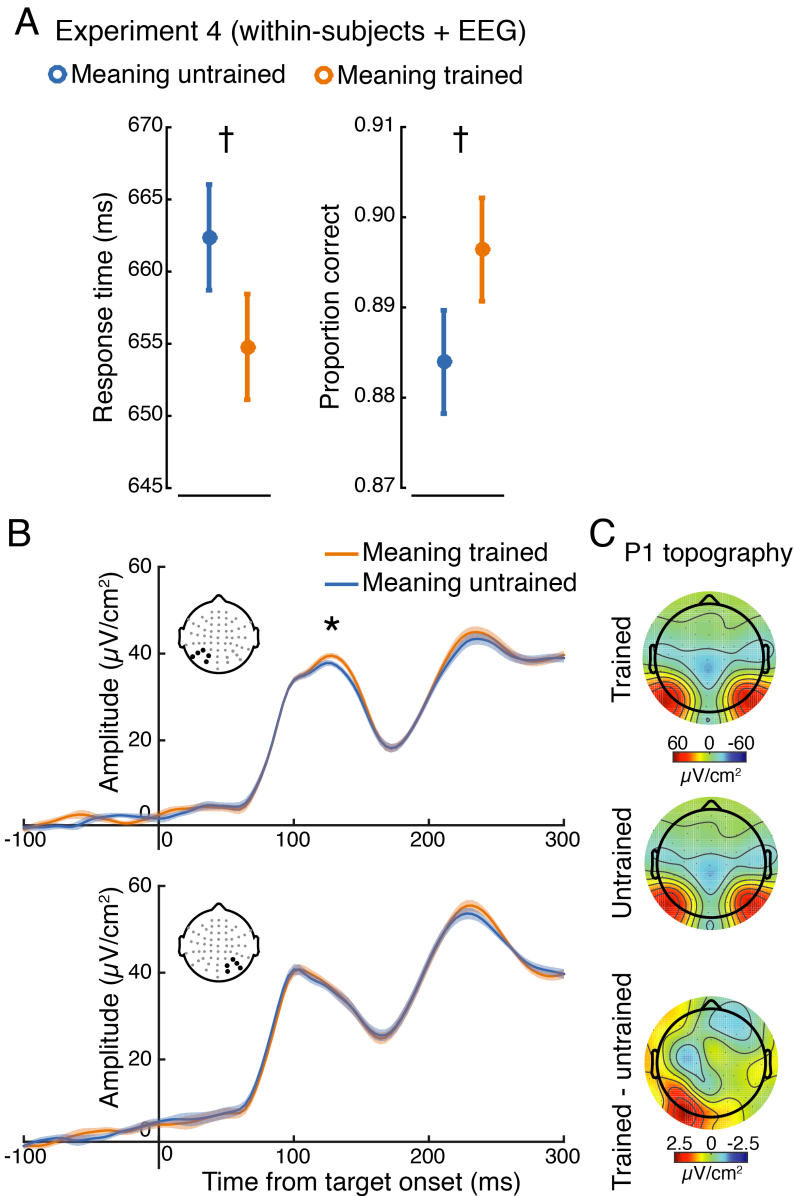 A
Experiment 4 (within-subjects + EEG)
Meaning untrained
Meaning trained
Response time (ms)
670
665
660
655
650
645
†
Proportion correct
0.91
0.90
0.89
0.88
0.87
†
B
Amplitude (µV/cm²)
60
40
20
0
-100
0
100
200
300
Meaning trained
Meaning untrained
*
Amplitude (µV/cm²)
60
40
20
0
-100
0
100
200
300
Time from target onset (ms)
C
P1 topography
Trained
60 0 -60
µV/cm²
Untrained
Trained - untrained
2.5 0 -2.5
µV/cm²